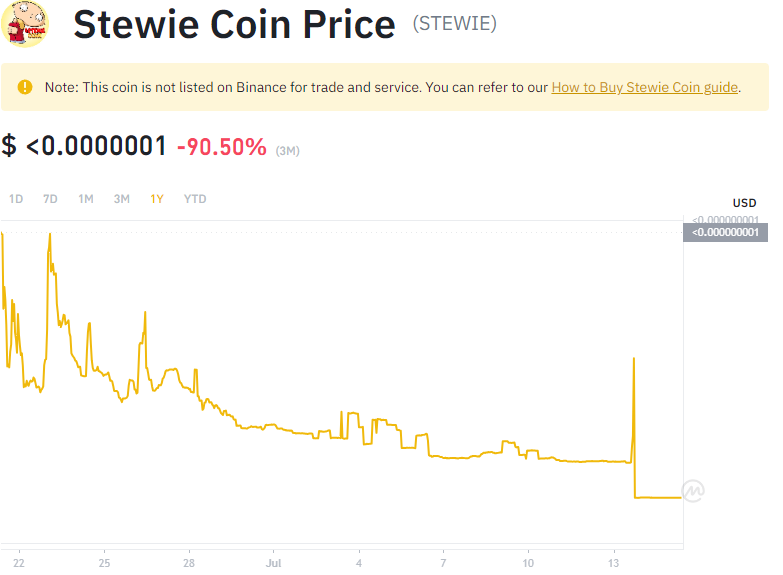 Stewie Coin Price (STEWIE)
Note: This coin is not listed on Binance for trade and service. You can refer to our How to Buy Stewie Coin guide.
$ <0.0000001 -90.50% (3M)
1D 7D 1M 3M 1Y YTD
USD
<0.000000001
<0.000000001
22 25 28 Jul 4 7 10 13